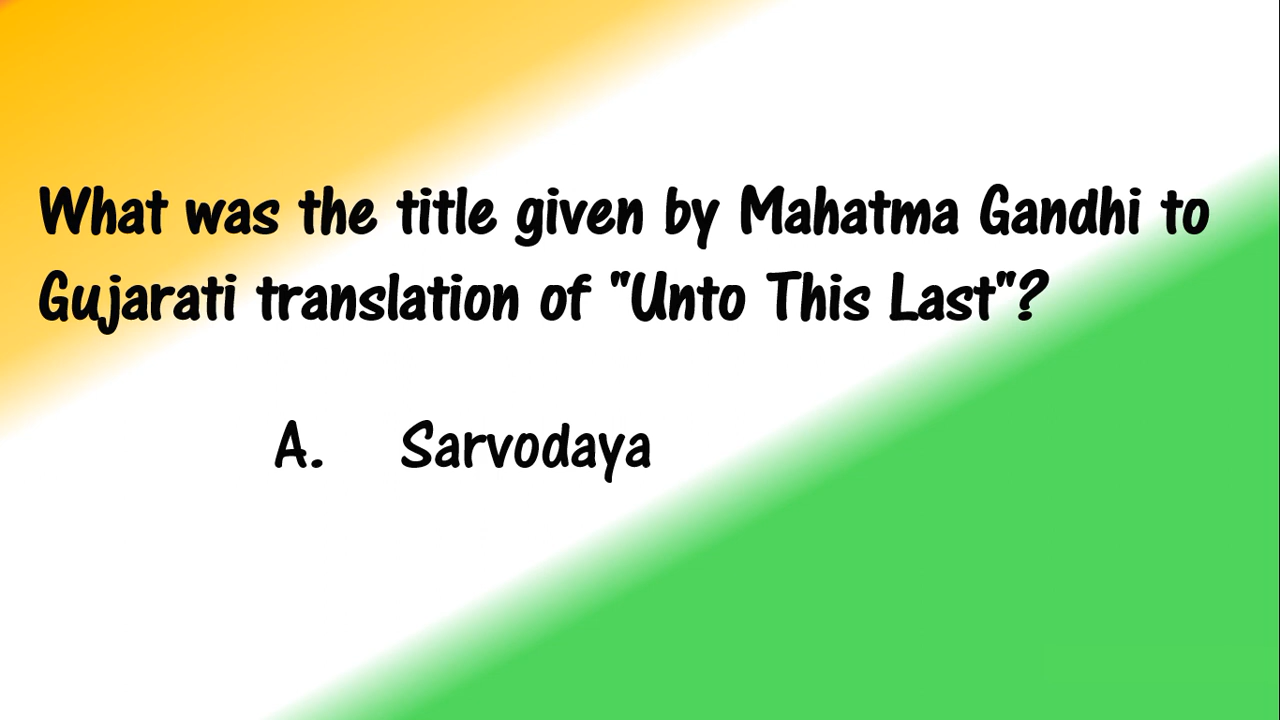 What was the title given by Mahatma Gandhi to
Gujarati translation of "Unto This Last"?
A. Sarvodaya